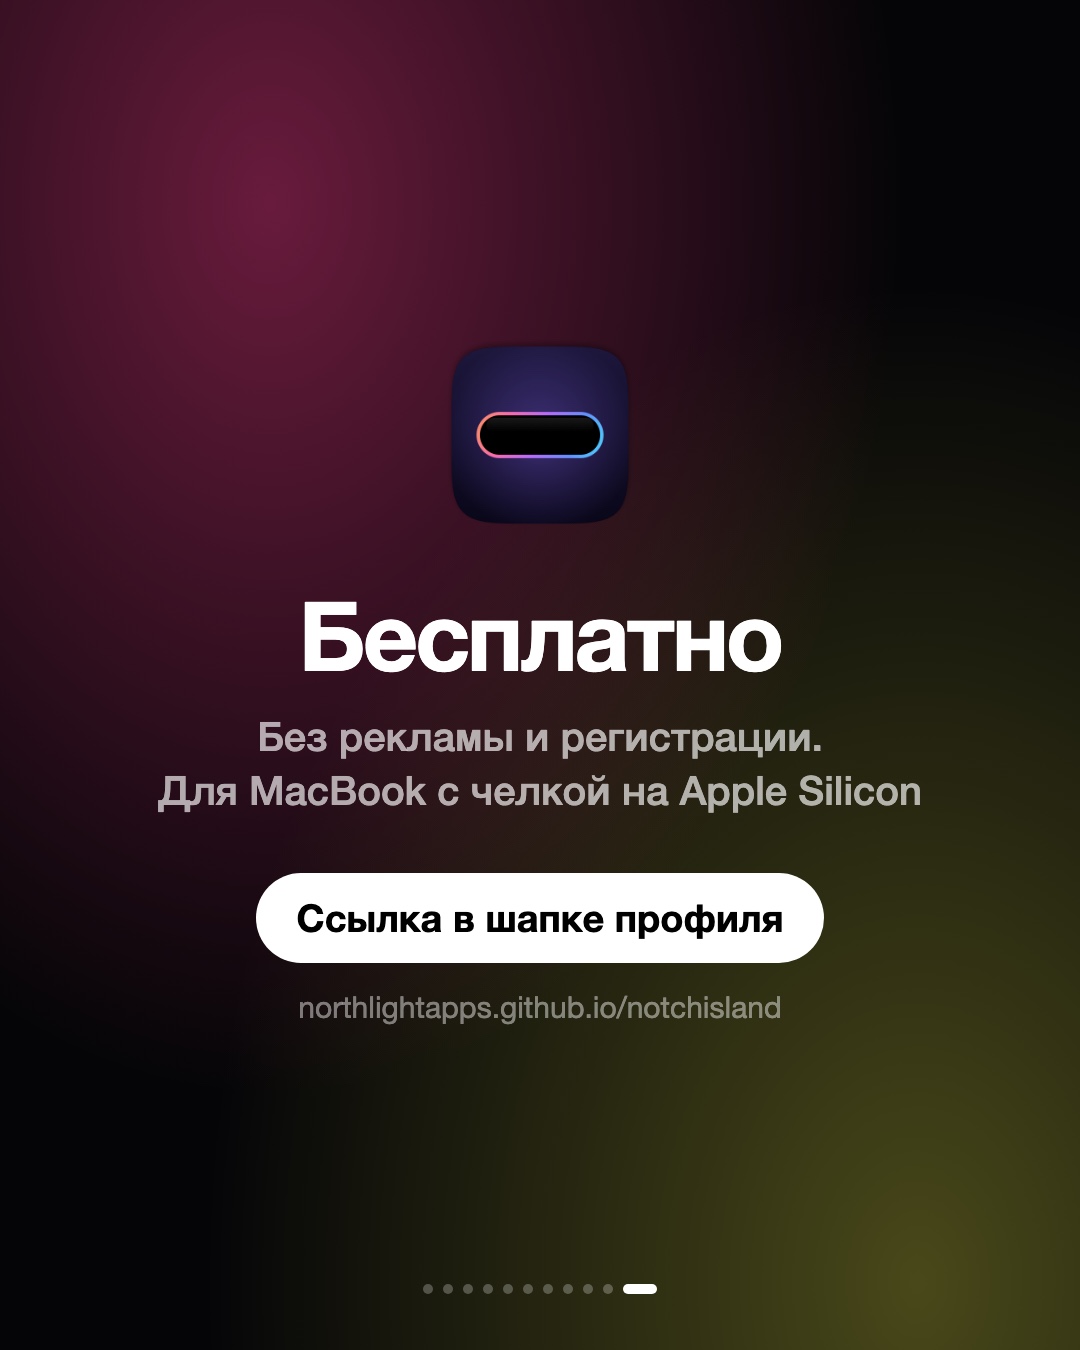 Бесплатно
Без рекламы и регистрации.
Для MacBook с челкой на Apple Silicon
Ссылка в шапке профиля
northlightapps.github.io/notchisland